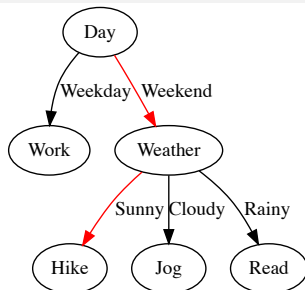 Day
Weekday Weekend
Work Weather
Sunny Cloudy Rainy
Hike Jog Read